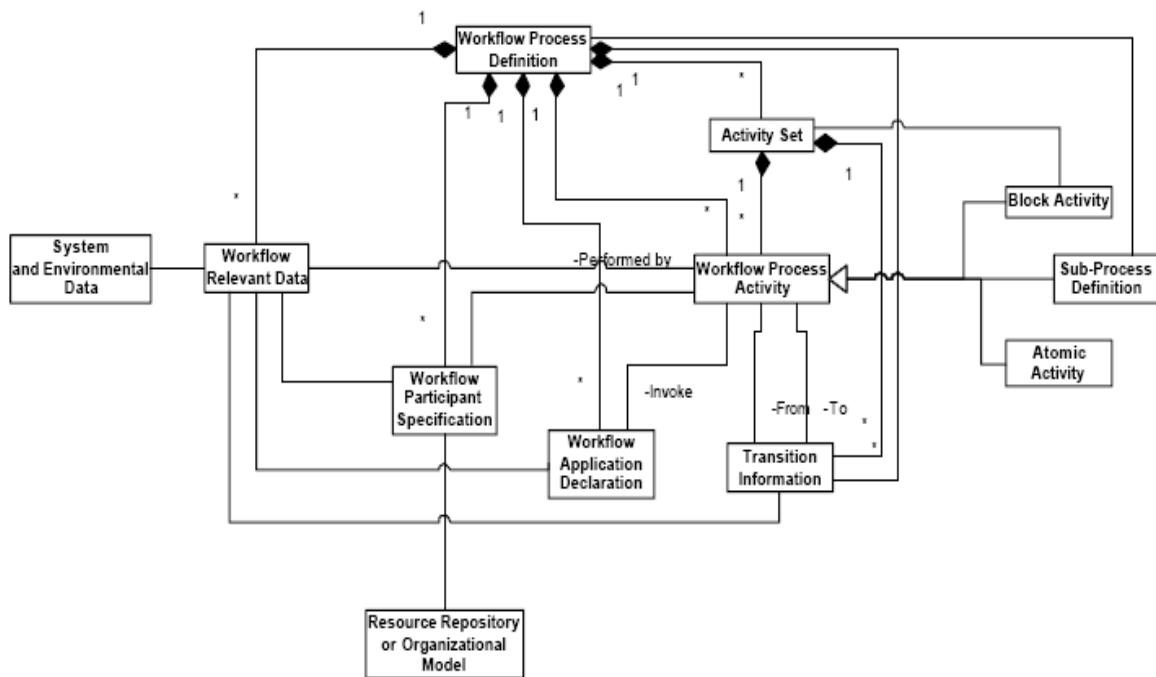 1
Workflow Process
Definition
1
1
1
1
1
*
Activity Set
1
1
Block Activity
*
*
*
System
and Environmental
Data
Workflow
Relevant Data
-Performed by
Workflow Process
Activity
Sub-Process
Definition
*
Atomic
Activity
Workflow
Participant
Specification
*
-Invoke
-From
-To
*
*
Workflow
Application
Declaration
Transition
Information
Resource Repository
or Organizational
Model